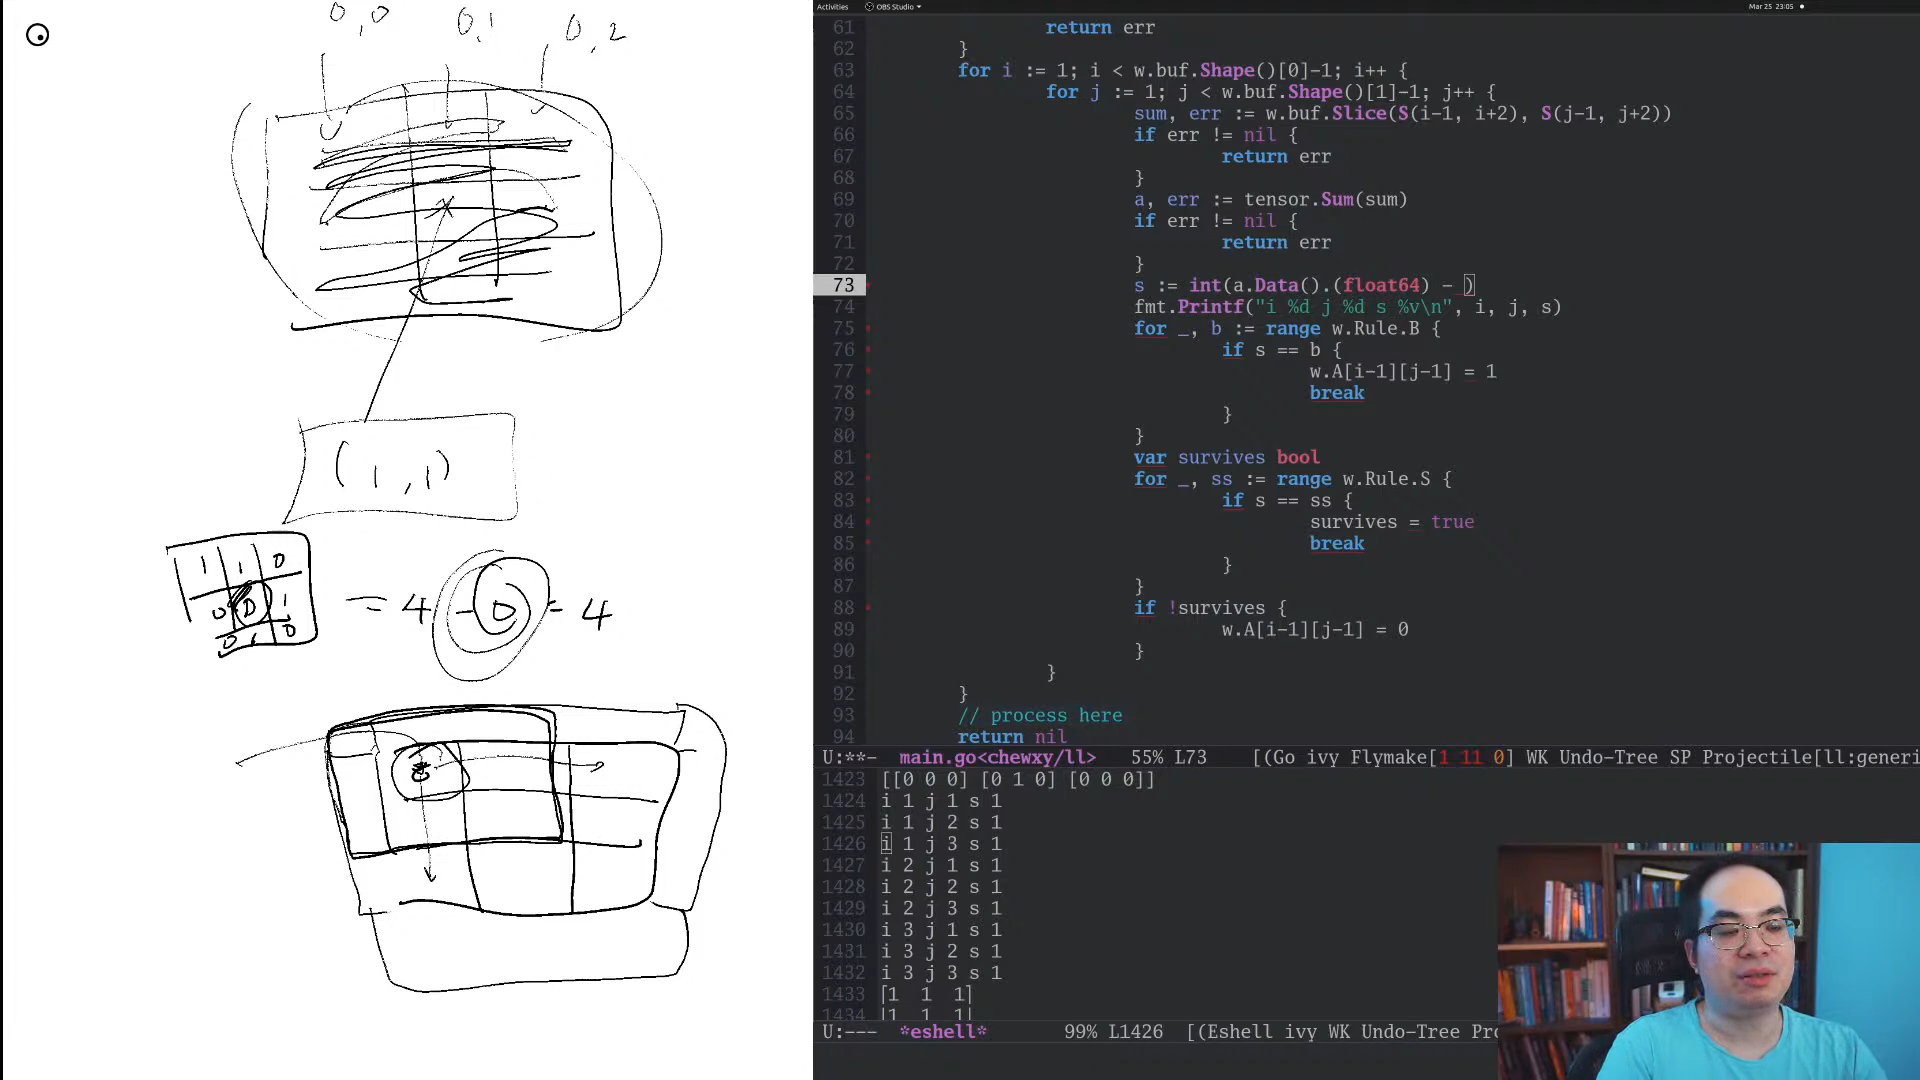 0,0
0,1
0,2
x
(1,1)
1 1 0
0 0 1
0 1 0
= 4 - 0 = 4
Activities OBS Studio Mar 25 23:05
61 return err
62 }
63 for i := 1; i < w.buf.Shape()[0]-1; i++ {
64 for j := 1; j < w.buf.Shape()[1]-1; j++ {
65 sum, err := w.buf.Slice(S(i-1, i+2), S(j-1, j+2))
66 if err != nil {
67 return err
68 }
69 a, err := tensor.Sum(sum)
70 if err != nil {
71 return err
72 }
73 s := int(a.Data().(float64) - )
74 fmt.Printf("i %d j %d s %v\n", i, j, s)
75 for _, b := range w.Rule.B {
76 if s == b {
77 w.A[i-1][j-1] = 1
78 break
79 }
80 }
81 var survives bool
82 for _, ss := range w.Rule.S {
83 if s == ss {
84 survives = true
85 break
86 }
87 }
88 if !survives {
89 w.A[i-1][j-1] = 0
90 }
91 }
92 }
93 // process here
94 return nil
U:**- main.go<chewxy/ll> 55% L73 [(Go ivy Flymake[1 11 0] WK Undo-Tree SP Projectile[ll:generi
1423 [[0 0 0] [0 1 0] [0 0 0]]
1424 i 1 j 1 s 1
1425 i 1 j 2 s 1
1426 i 1 j 3 s 1
1427 i 2 j 1 s 1
1428 i 2 j 2 s 1
1429 i 2 j 3 s 1
1430 i 3 j 1 s 1
1431 i 3 j 2 s 1
1432 i 3 j 3 s 1
1433 ⎡1 1 1⎤
1434 |1 1 1|
U:--- *eshell* 99% L1426 [(Eshell ivy WK Undo-Tree Pro